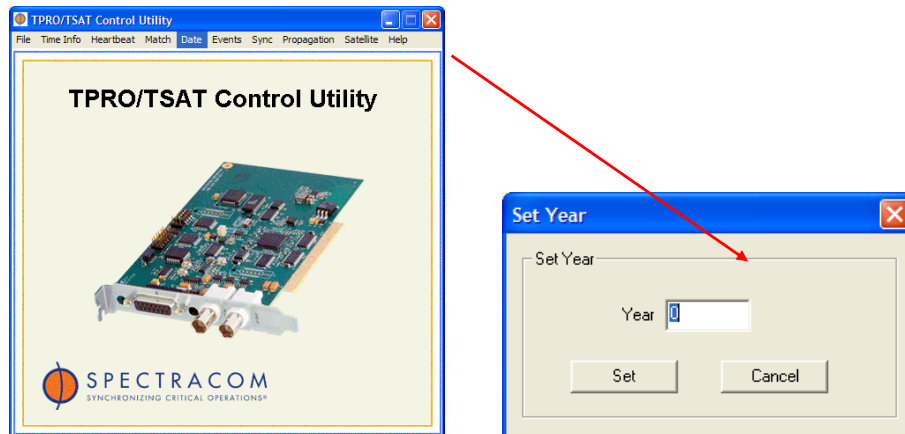 TPRO/TSAT Control Utility
File Time Info Heartbeat Match Date Events Sync Propagation Satellite Help
TPRO/TSAT Control Utility
SPECTRACOM
SYNCHRONIZING CRITICAL OPERATIONS®
Set Year
Set Year
Year 0
Set Cancel